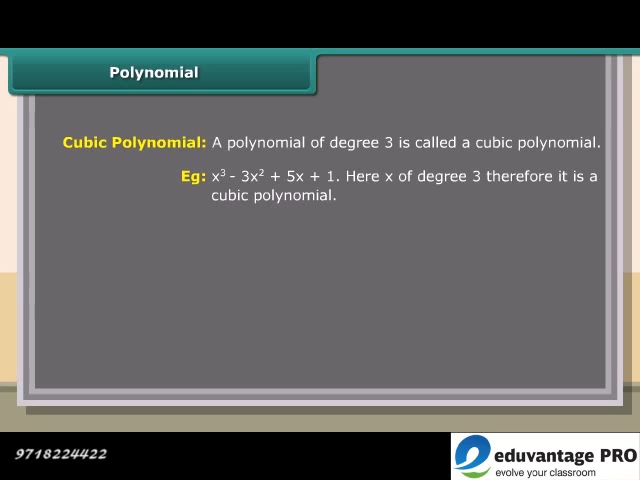 Polynomial
Cubic Polynomial: A polynomial of degree 3 is called a cubic polynomial.
Eg: x³ - 3x² + 5x + 1. Here x of degree 3 therefore it is a
cubic polynomial.
9718224422
eduvantage PRO
evolve your classroom